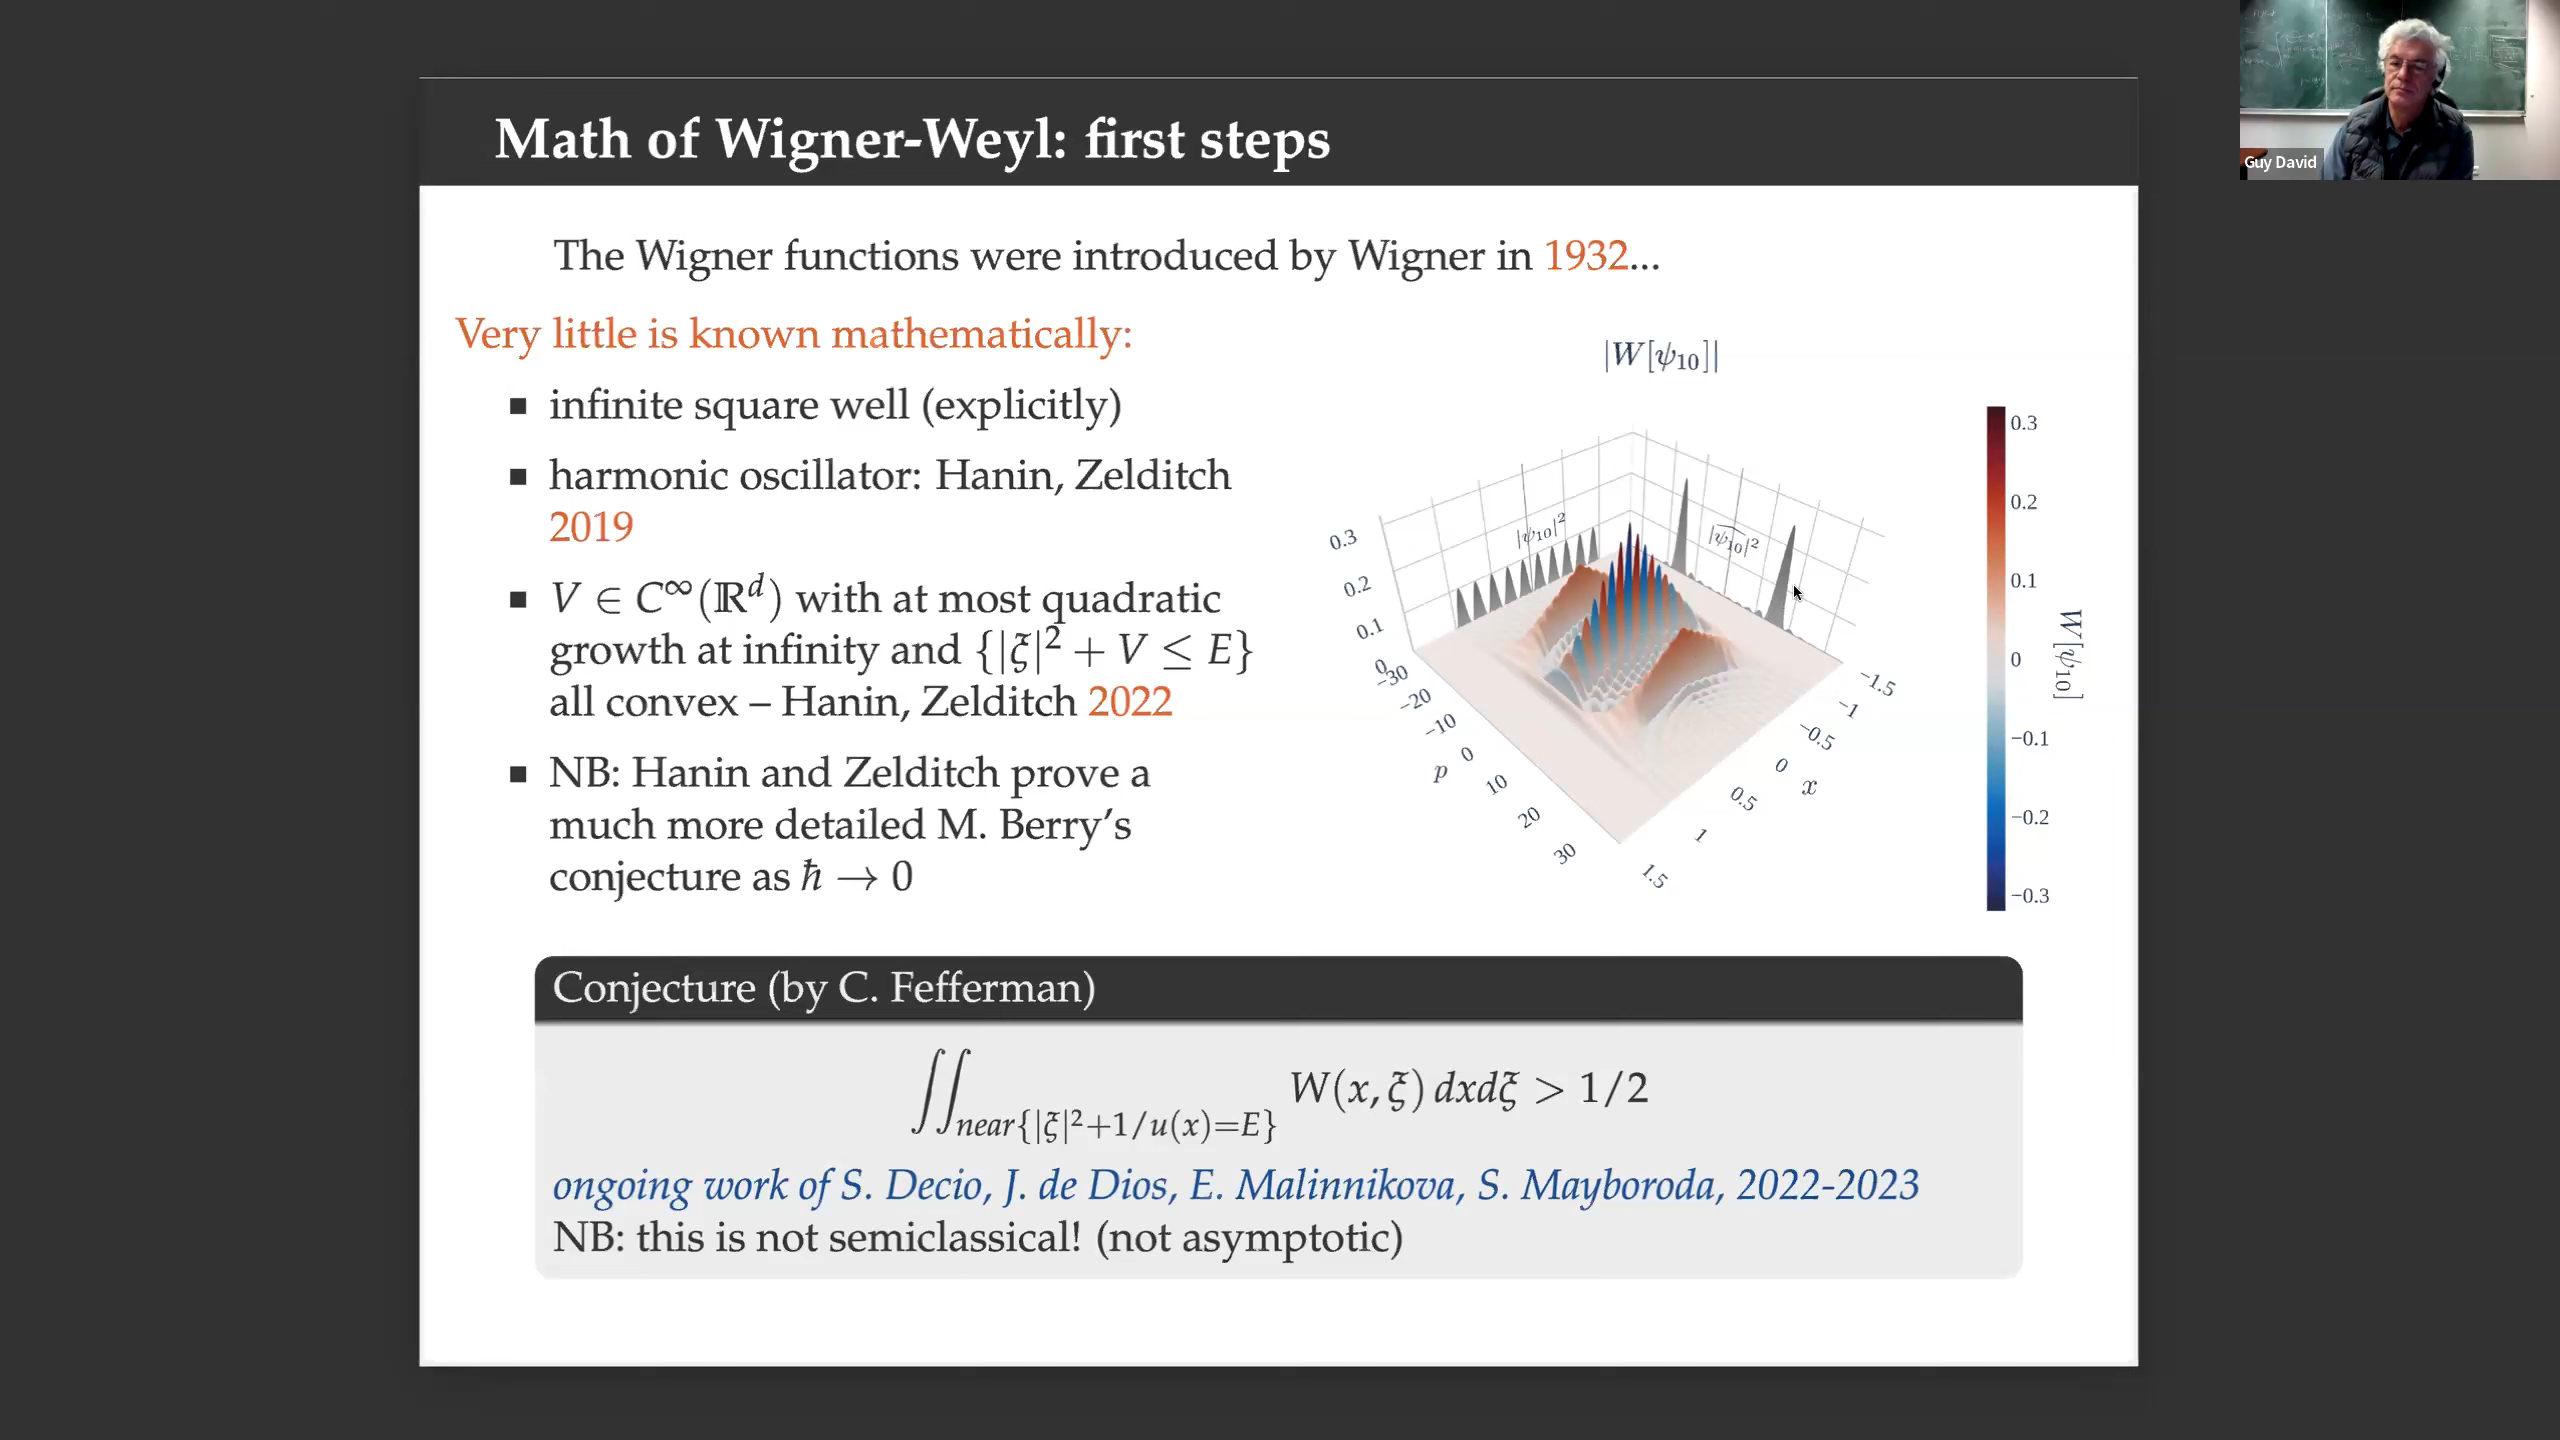 Guy David
Math of Wigner-Weyl: first steps
The Wigner functions were introduced by Wigner in 1932...
Very little is known mathematically:
■ infinite square well (explicitly)
■ harmonic oscillator: Hanin, Zelditch
2019
■ V ∈ C^∞(ℝ^d) with at most quadratic
growth at infinity and {|ξ|² + V ≤ E}
all convex – Hanin, Zelditch 2022
■ NB: Hanin and Zelditch prove a
much more detailed M. Berry's
conjecture as ħ → 0
|W[ψ₁₀]|
|ψ₁₀|²
|\widehat{ψ₁₀}|²
0.3
0.2
0.1
0
−30
−20
−10
0
10
20
30
p
−1.5
−1
−0.5
0
0.5
1
1.5
x
0.3
0.2
0.1
0
−0.1
−0.2
−0.3
W[ψ₁₀]
Conjecture (by C. Fefferman)
∬_{near{|ξ|²+1/u(x)=E}} W(x, ξ) dxdξ > 1/2
ongoing work of S. Decio, J. de Dios, E. Malinnikova, S. Mayboroda, 2022-2023
NB: this is not semiclassical! (not asymptotic)